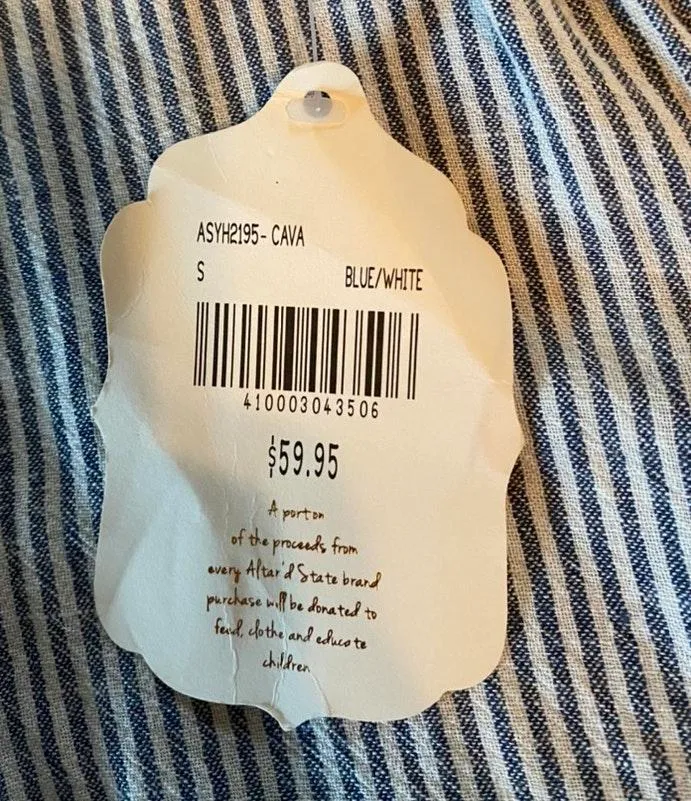 ASYH2195- CAVA
S BLUE/WHITE
410003043506
$59.95
A porton
of the proceeds from
every Altar'd State brand
purchase will be donated to
feed, clothe and educate
children